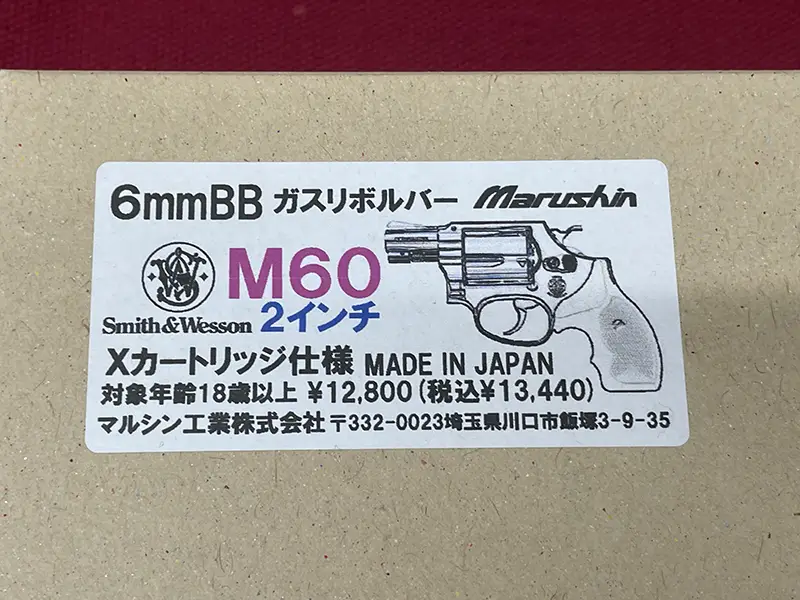 6mmBB ガスリボルバー Marushin
M60
Smith & Wesson 2インチ
Xカートリッジ仕様 MADE IN JAPAN
対象年齢18歳以上 ¥12,800(税込¥13,440)
マルシン工業株式会社 〒332-0023埼玉県川口市飯塚3-9-35